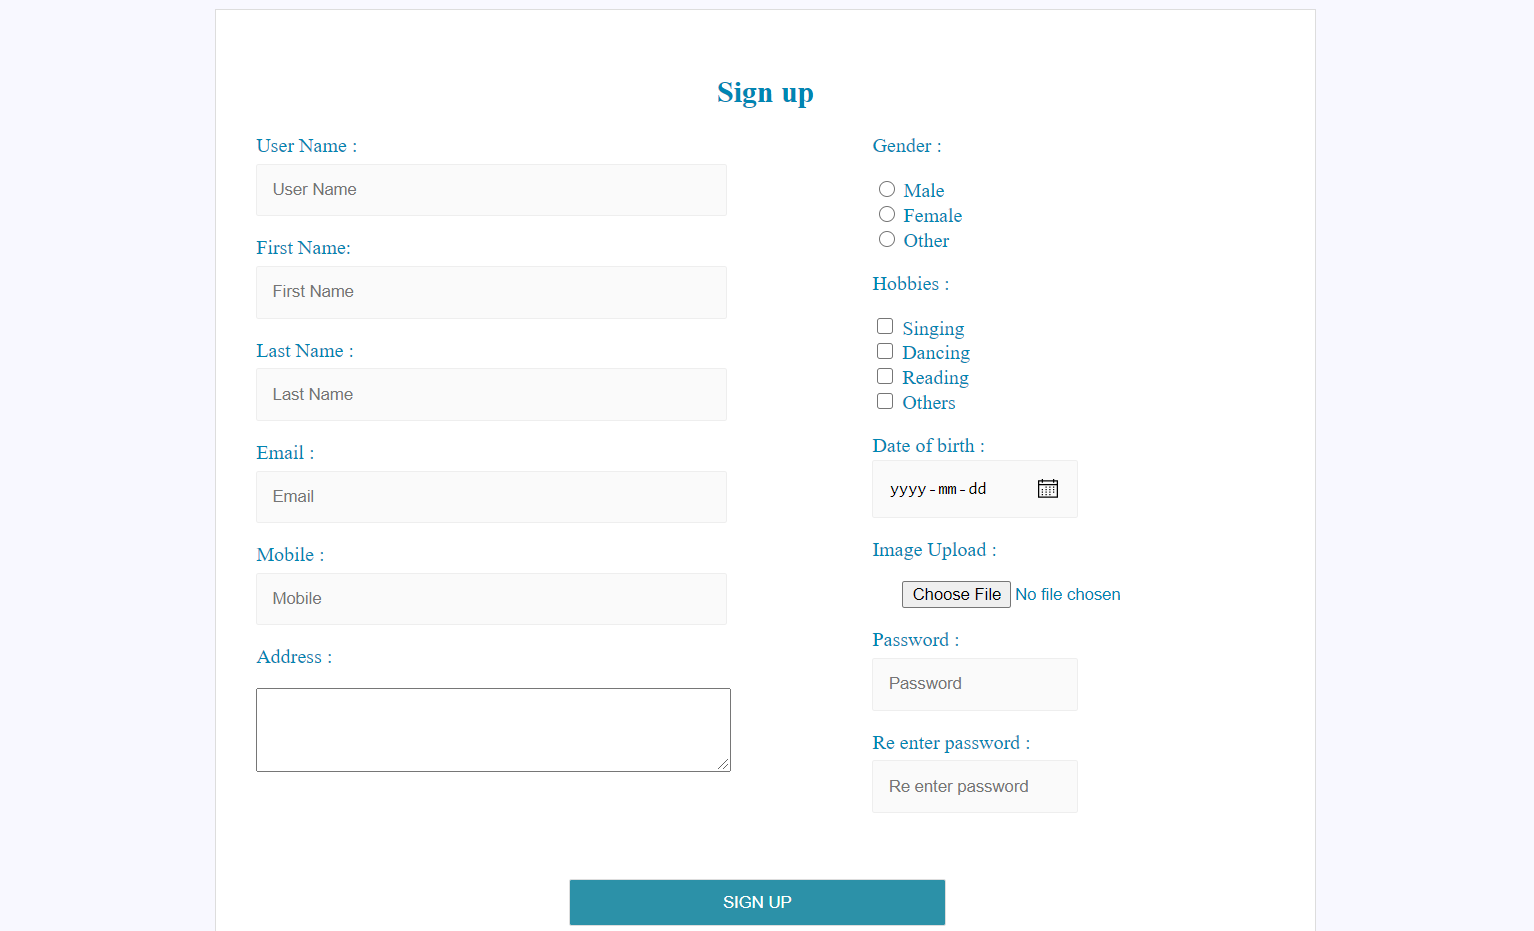 Sign up
User Name :
User Name
First Name:
First Name
Last Name :
Last Name
Email :
Email
Mobile :
Mobile
Address :
Gender :
Male
Female
Other
Hobbies :
Singing
Dancing
Reading
Others
Date of birth :
yyyy-mm-dd
Image Upload :
Choose File No file chosen
Password :
Password
Re enter password :
Re enter password
SIGN UP